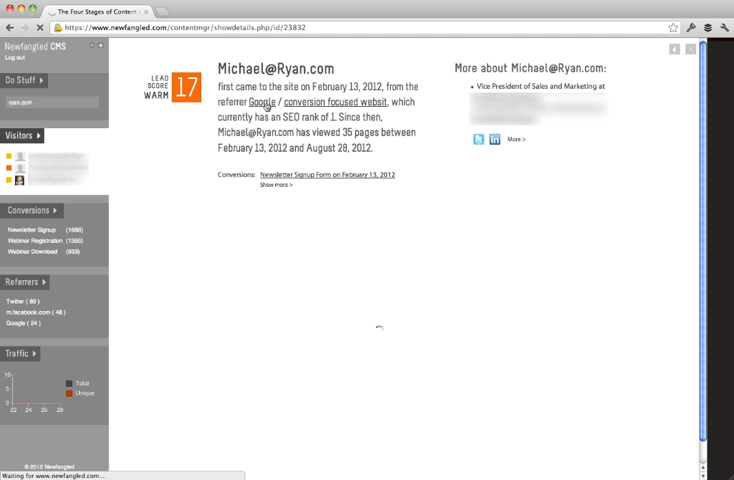 The Four Stages of Content
https://www.newfangled.com/contentmgr/showdetails.php/id/23832
Newfangled CMS
Log out
Do Stuff
ryan.com
Visitors
Conversions
Newsletter Signup (1686)
Webinar Registration (1355)
Webinar Download (933)
Referrers
Twitter ( 80 )
m.facebook.com ( 48 )
Google ( 24 )
Traffic
10
5
0
22 24 26 28
Total
Unique
© 2012 Newfangled
Waiting for www.newfangled.com...
LEAD
SCORE
WARM
17
Michael@Ryan.com
first came to the site on February 13, 2012, from the
referrer Google / conversion focused website, which
currently has an SEO rank of 1. Since then,
Michael@Ryan.com has viewed 35 pages between
February 13, 2012 and August 28, 2012.
Conversions: Newsletter Signup Form on February 13, 2012
Show more >
More about Michael@Ryan.com:
• Vice President of Sales and Marketing at
More >